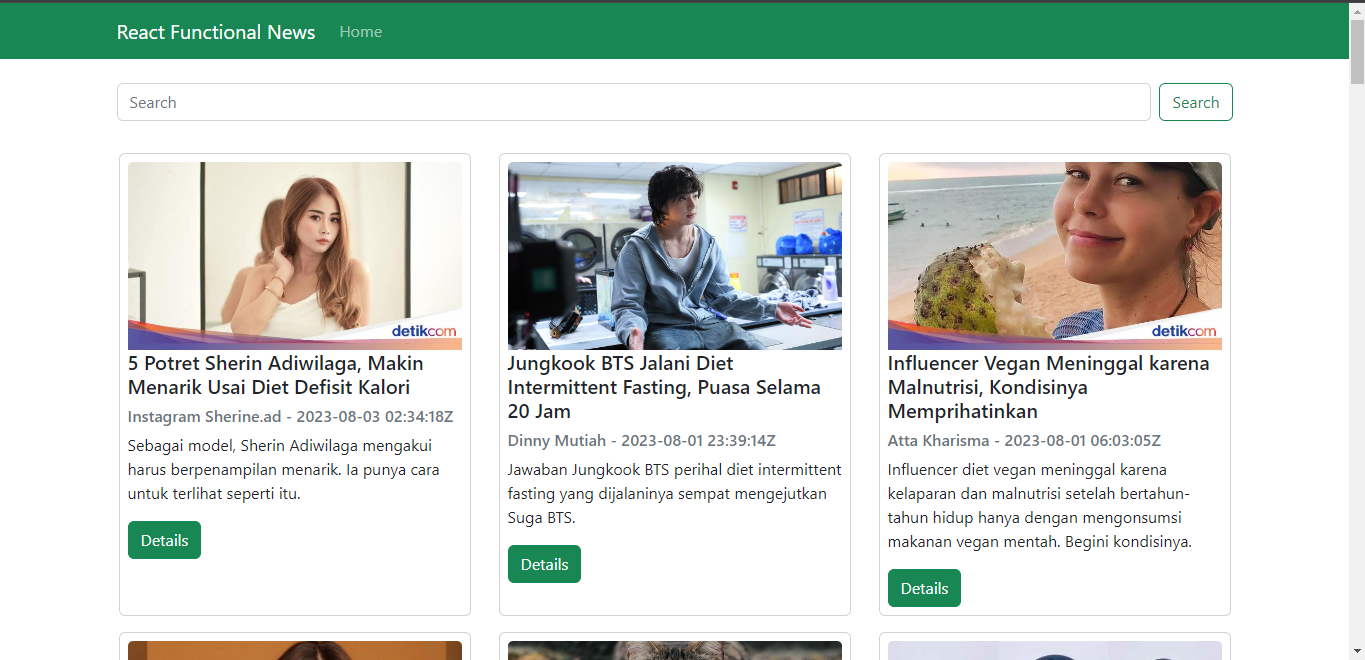 React Functional News Home
Search Search
detikcom
5 Potret Sherin Adiwilaga, Makin
Menarik Usai Diet Defisit Kalori
Instagram Sherine.ad - 2023-08-03 02:34:18Z
Sebagai model, Sherin Adiwilaga mengakui
harus berpenampilan menarik. Ia punya cara
untuk terlihat seperti itu.
Details
Jungkook BTS Jalani Diet
Intermittent Fasting, Puasa Selama
20 Jam
Dinny Mutiah - 2023-08-01 23:39:14Z
Jawaban Jungkook BTS perihal diet intermittent
fasting yang dijalaninya sempat mengejutkan
Suga BTS.
Details
detikcom
Influencer Vegan Meninggal karena
Malnutrisi, Kondisinya
Memprihatinkan
Atta Kharisma - 2023-08-01 06:03:05Z
Influencer diet vegan meninggal karena
kelaparan dan malnutrisi setelah bertahun-
tahun hidup hanya dengan mengonsumsi
makanan vegan mentah. Begini kondisinya.
Details